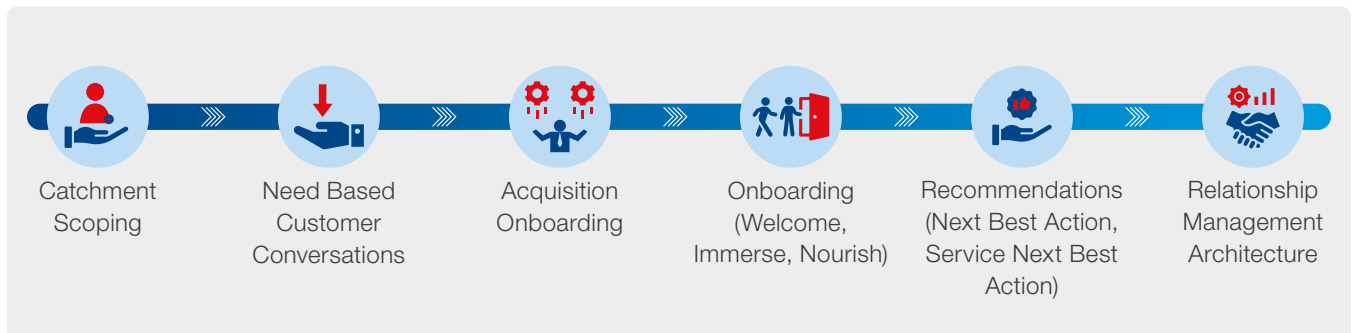 Catchment
Scoping
Need Based
Customer
Conversations
Acquisition
Onboarding
Onboarding
(Welcome,
Immerse, Nourish)
Recommendations
(Next Best Action,
Service Next Best
Action)
Relationship
Management
Architecture